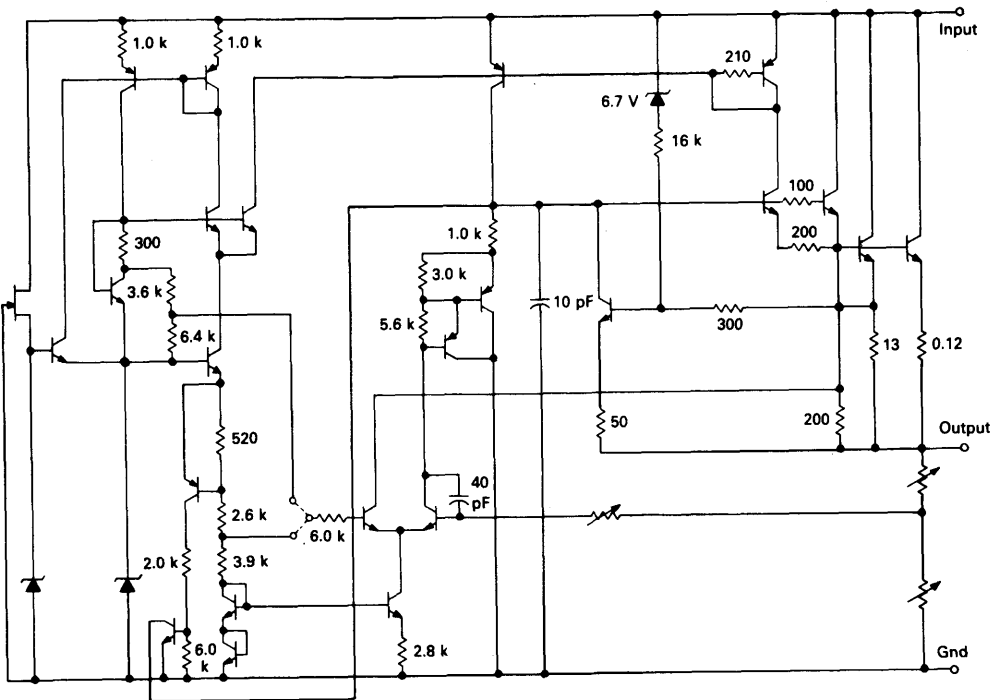 Input
1.0 k
1.0 k
210
6.7 V
16 k
100
1.0 k
200
300
3.0 k
3.6 k
10 pF
5.6 k
300
6.4 k
13
0.12
50
200
Output
520
40
pF
2.6 k
6.0 k
2.0 k
3.9 k
6.0
k
2.8 k
Gnd